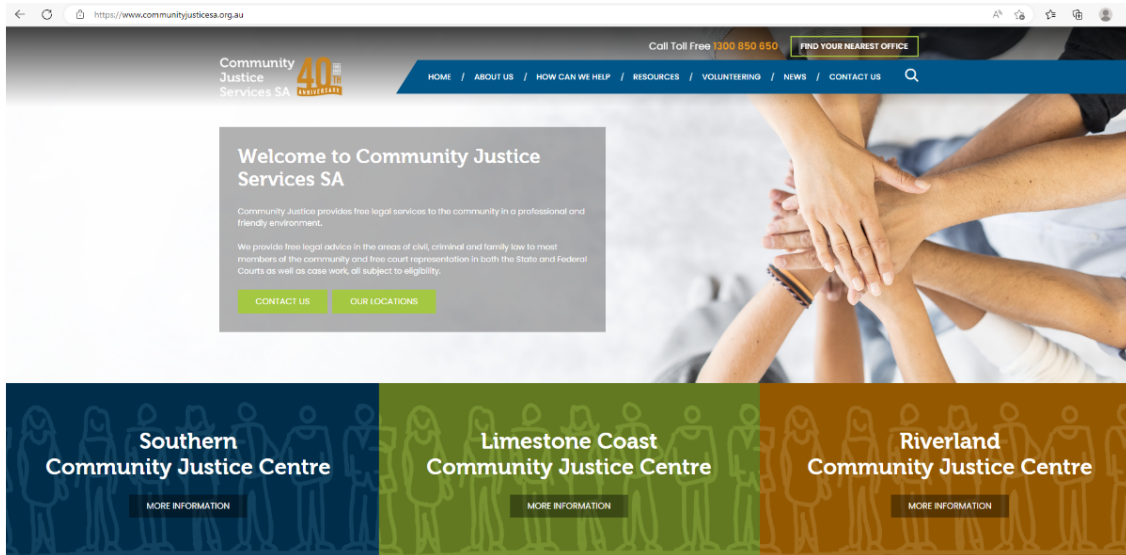 https://www.communityjusticesa.org.au
Call Toll Free 1300 850 650
FIND YOUR NEAREST OFFICE
Community
Justice
Services SA
40TH
ANNIVERSARY
HOME / ABOUT US / HOW CAN WE HELP / RESOURCES / VOLUNTEERING / NEWS / CONTACT US
Welcome to Community Justice
Services SA
Community Justice provides free legal services to the community in a professional and
friendly environment.
We provide free legal advice in the areas of civil, criminal and family law to most
members of the community and free court representation in both the State and Federal
Courts as well as case work, all subject to eligibility.
CONTACT US
OUR LOCATIONS
Southern
Community Justice Centre
MORE INFORMATION
Limestone Coast
Community Justice Centre
MORE INFORMATION
Riverland
Community Justice Centre
MORE INFORMATION